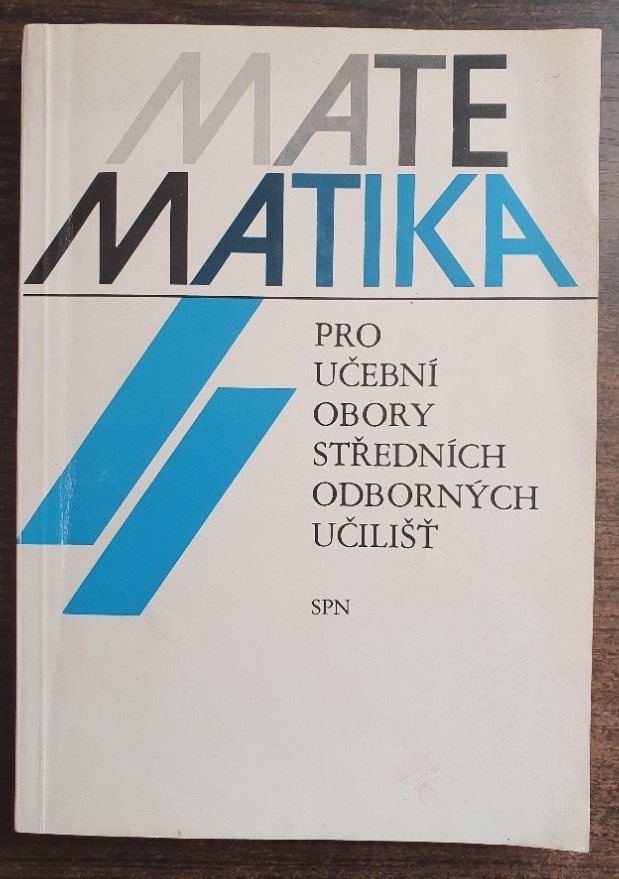 MATE
MATIKA
PRO
UČEBNÍ
OBORY
STŘEDNÍCH
ODBORNÝCH
UČILIŠŤ
SPN